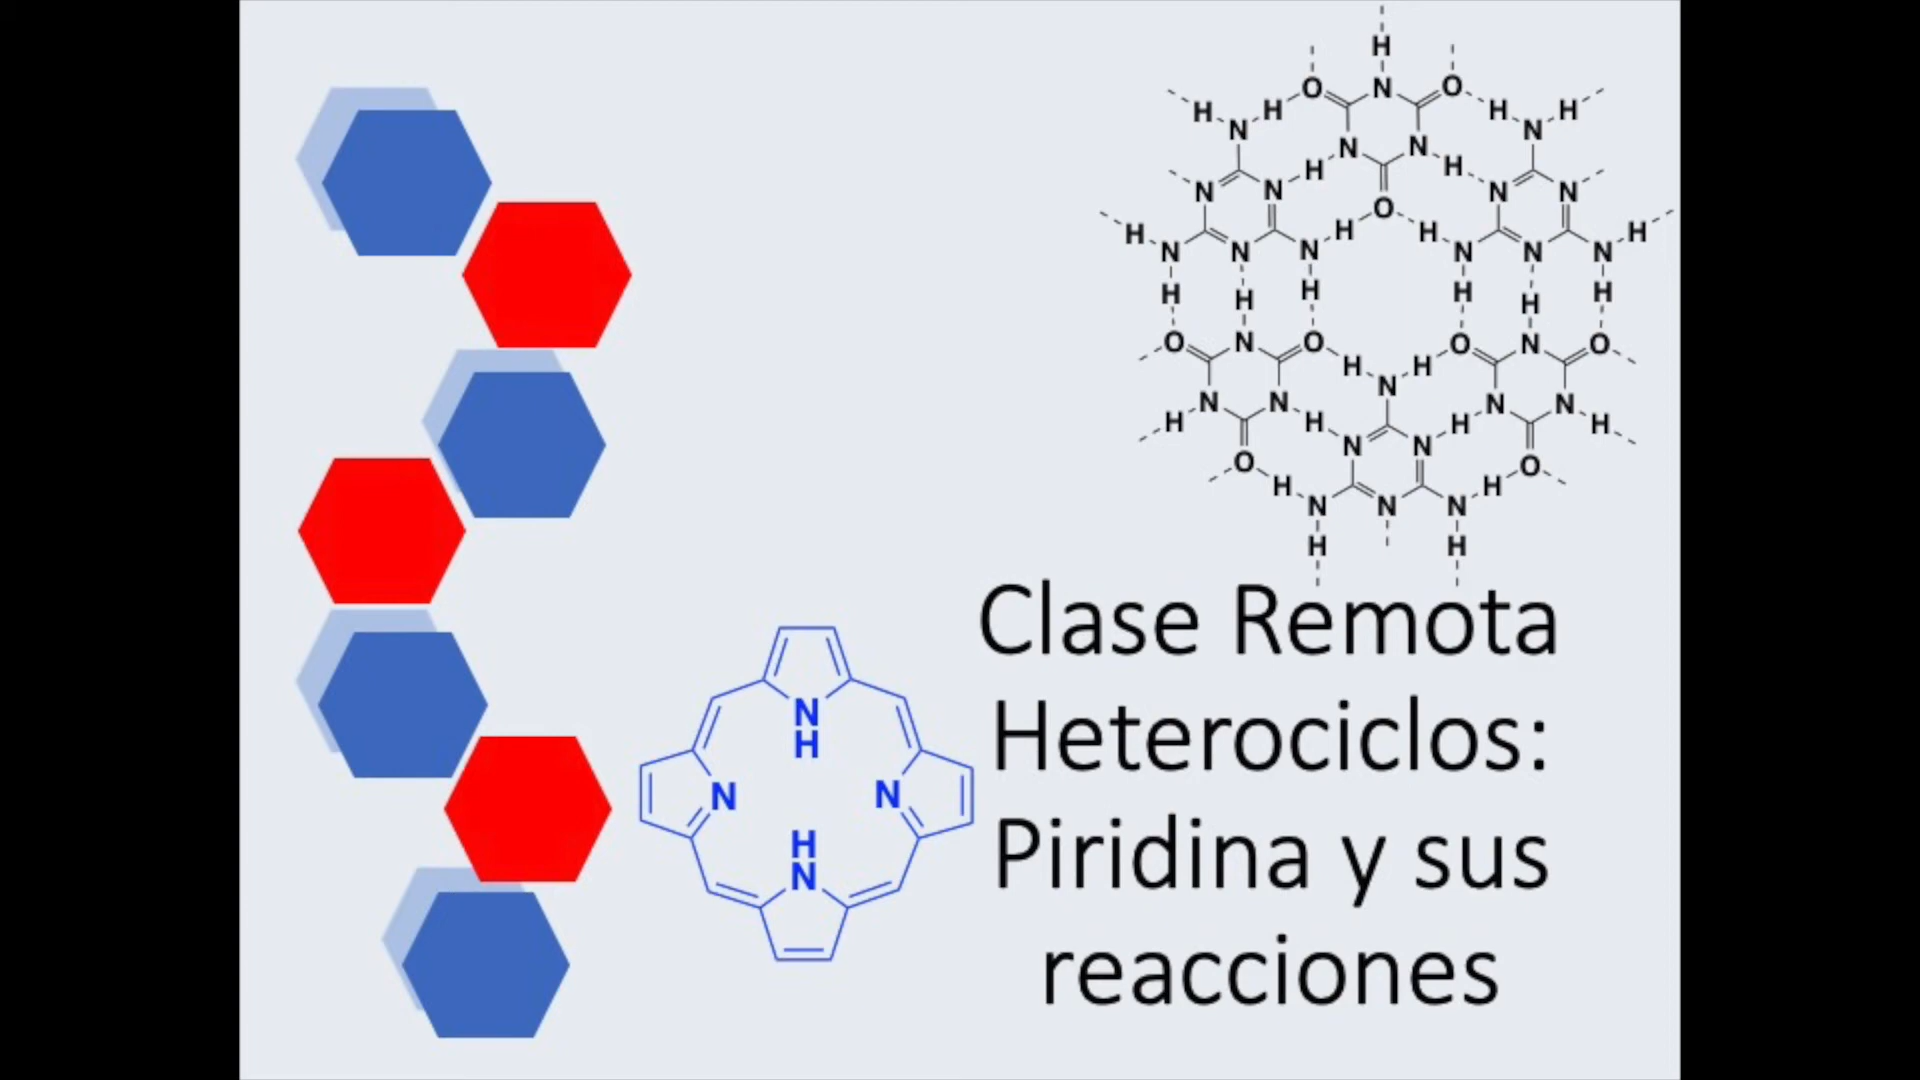 Clase Remota
Heterociclos:
Piridina y sus
reacciones
H
O N O
H H H H
N N
N N
H H
N N N N
O
H H H H
N N N N N N
H H H H H H
O N O O N O
H H
N
N N N N
H H H H
N N
O O
H H
N N N
H H
N
H
N N
H
N